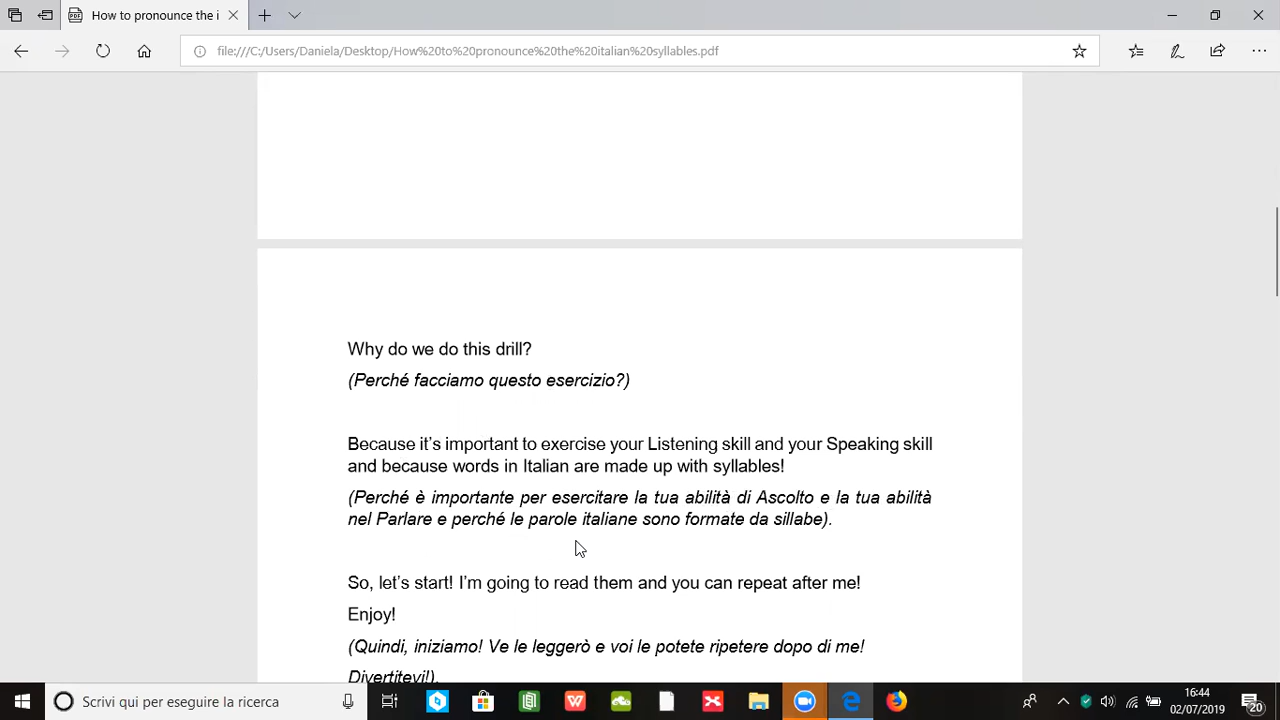 How to pronounce the i
file:///C:/Users/Daniela/Desktop/How%20to%20pronounce%20the%20italian%20syllables.pdf
Why do we do this drill?
(Perché facciamo questo esercizio?)
Because it's important to exercise your Listening skill and your Speaking skill
and because words in Italian are made up with syllables!
(Perché è importante per esercitare la tua abilità di Ascolto e la tua abilità
nel Parlare e perché le parole italiane sono formate da sillabe).
So, let's start! I'm going to read them and you can repeat after me!
Enjoy!
(Quindi, iniziamo! Ve le leggerò e voi le potete ripetere dopo di me!
Divertitevi!).
Scrivi qui per eseguire la ricerca
16:44
02/07/2019
20